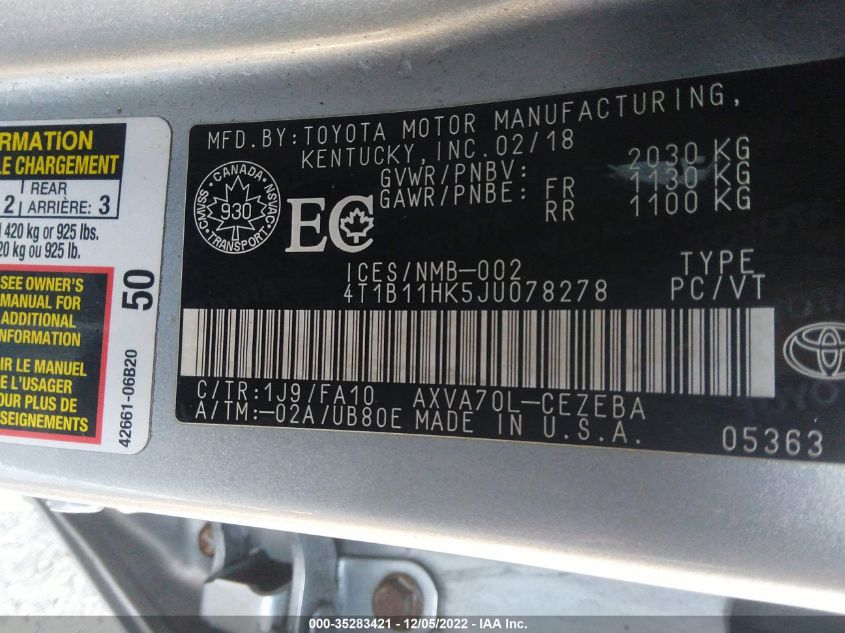 ORMATION
LE CHARGEMENT
2 REAR ARRIÈRE: 3
420 kg or 925 lbs.
20 kg ou 925 lb.
SEE OWNER'S
MANUAL FOR
ADDITIONAL
INFORMATION
IR LE MANUEL
L'USAGER
POUR PLUS
SEIGNEMENTS
50
42661-06B20
MFD.BY:TOYOTA MOTOR MANUFACTURING,
KENTUCKY,INC.02/18
GVWR/PNBV: 2030 KG
GAWR/PNBE: FR 1130 KG
RR 1100 KG
CANADA
CMVSS NSVAC
930
TRANSPORT
EC
ICES/NMB-002
4T1B11HK5JU078278
TYPE
PC/VT
C/TR:1J9/FA10 AXVA70L-CEZEBA
A/TM:-02A/UB80E MADE IN U.S.A.
05363
000-35283421 - 12/05/2022 - IAA Inc.